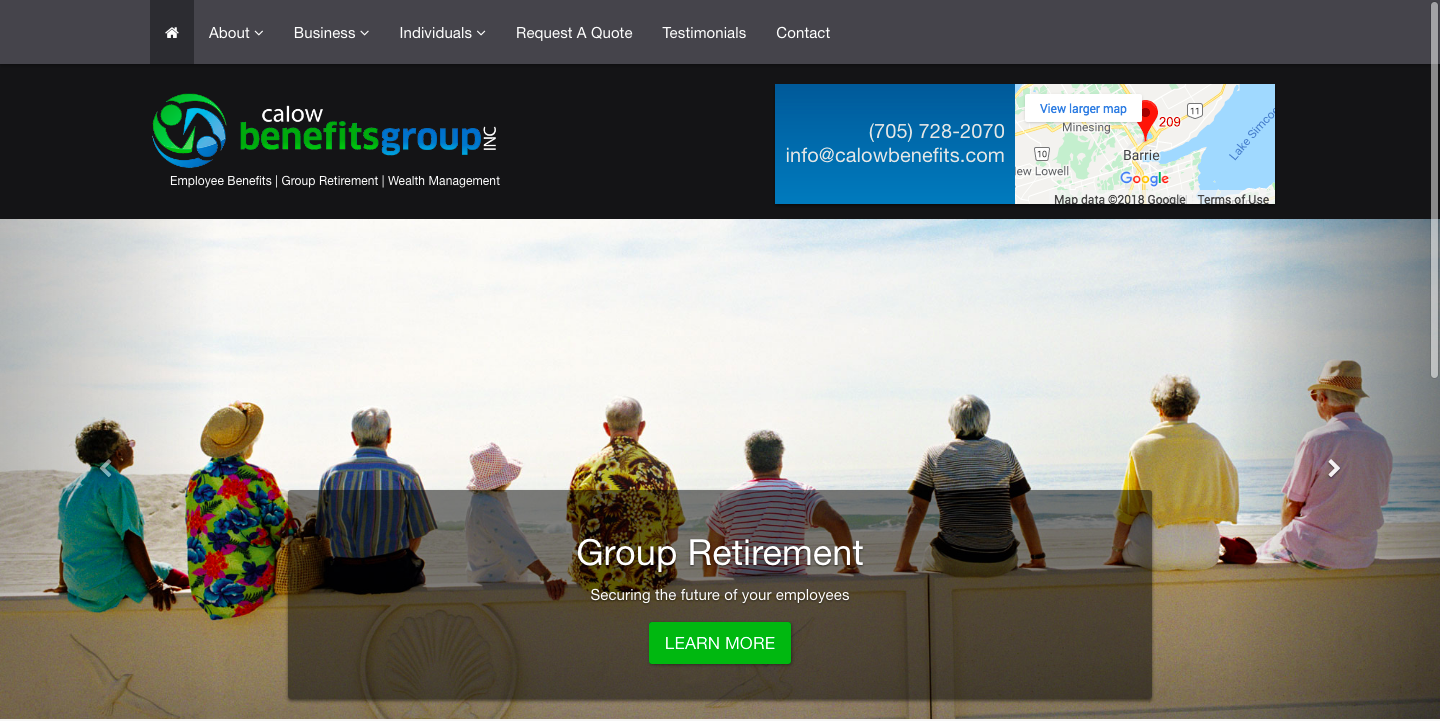 About
Business
Individuals
Request A Quote
Testimonials
Contact
calow
benefitsgroup INC
Employee Benefits | Group Retirement | Wealth Management
(705) 728-2070
info@calowbenefits.com
View larger map
11
209
Minesing
Lake Simcoe
10
Barrie
ew Lowell
Google
Map data ©2018 Google
Terms of Use
Group Retirement
Securing the future of your employees
LEARN MORE